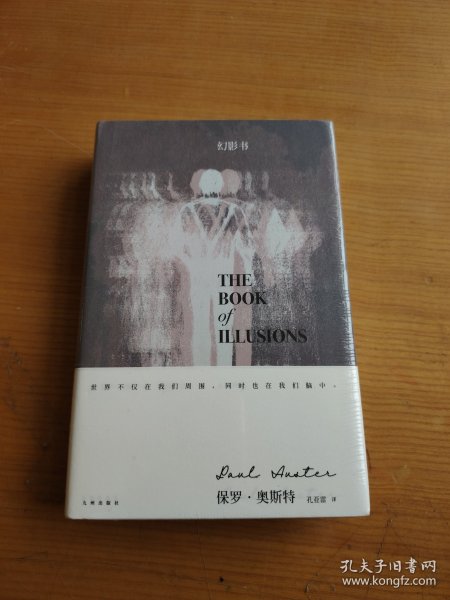 幻影书
THE
BOOK
of
ILLUSIONS
世界不仅在我们周围，同时也在我们脑中。
Paul Auster
保罗·奥斯特 孔亚雷 译
九州出版社
孔夫子旧书网
www.kongfz.com